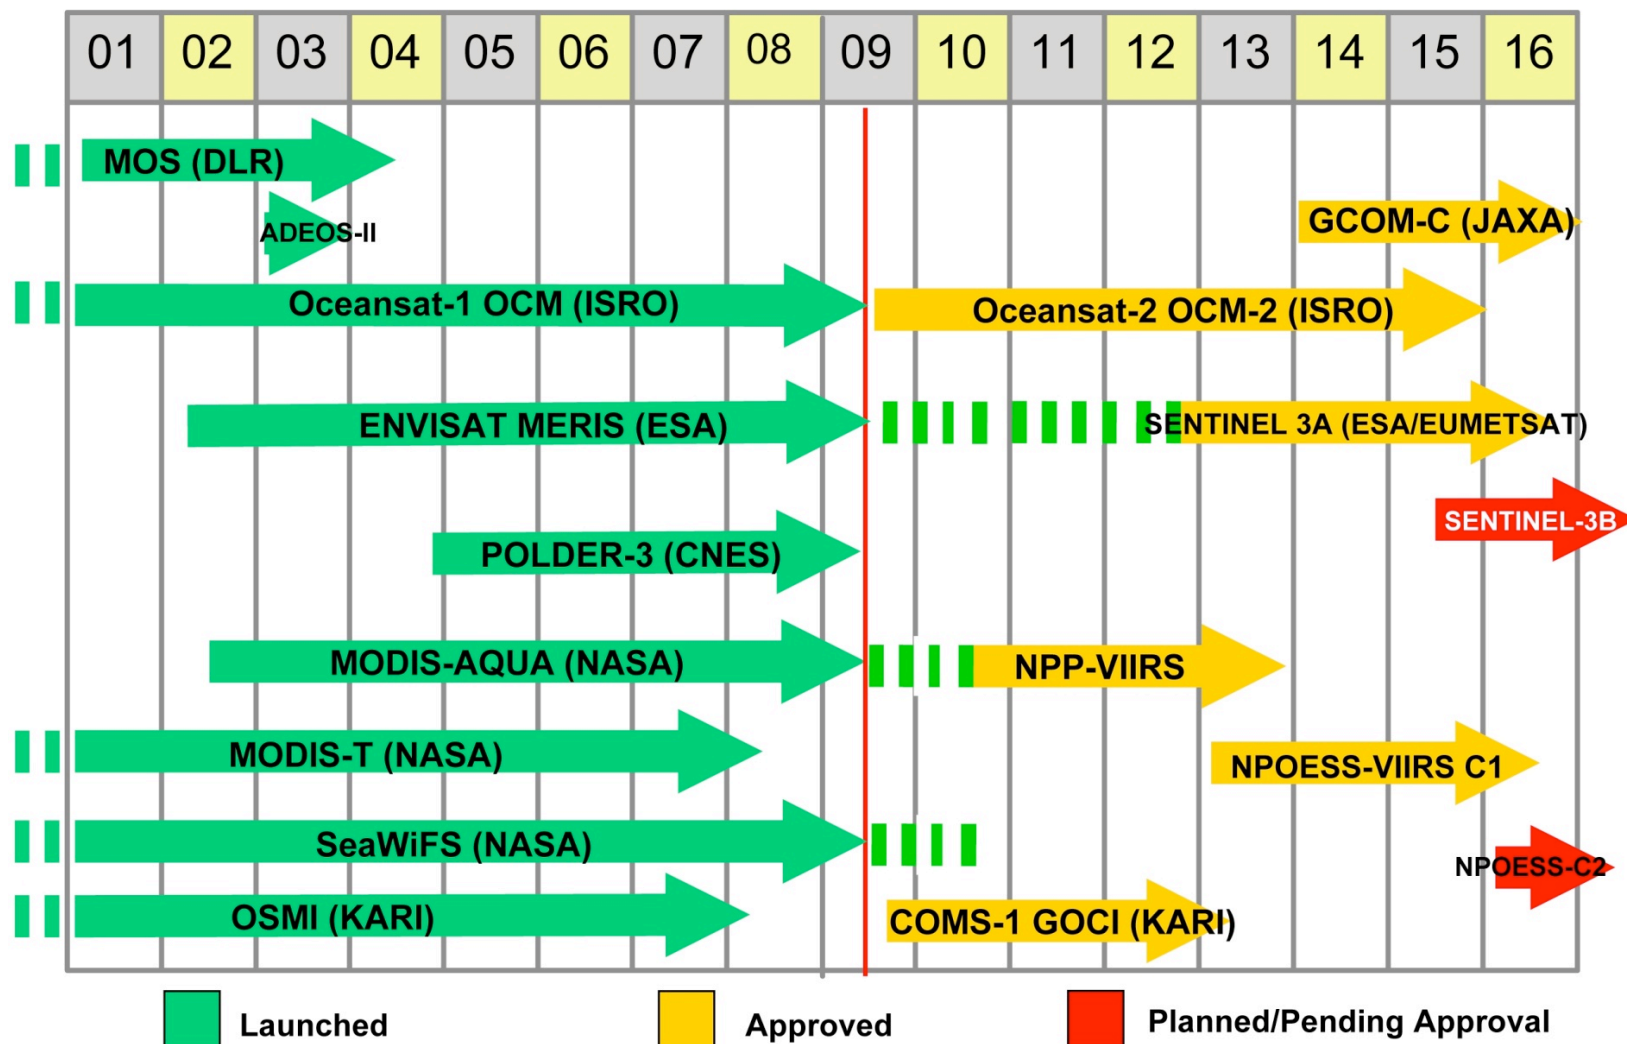 01 02 03 04 05 06 07 08 09 10 11 12 13 14 15 16
MOS (DLR)
ADEOS-II
GCOM-C (JAXA)
Oceansat-1 OCM (ISRO)
Oceansat-2 OCM-2 (ISRO)
ENVISAT MERIS (ESA)
SENTINEL 3A (ESA/EUMETSAT)
SENTINEL-3B
POLDER-3 (CNES)
MODIS-AQUA (NASA)
NPP-VIIRS
MODIS-T (NASA)
NPOESS-VIIRS C1
SeaWiFS (NASA)
NPOESS-C2
OSMI (KARI)
COMS-1 GOCI (KARI)
Launched
Approved
Planned/Pending Approval